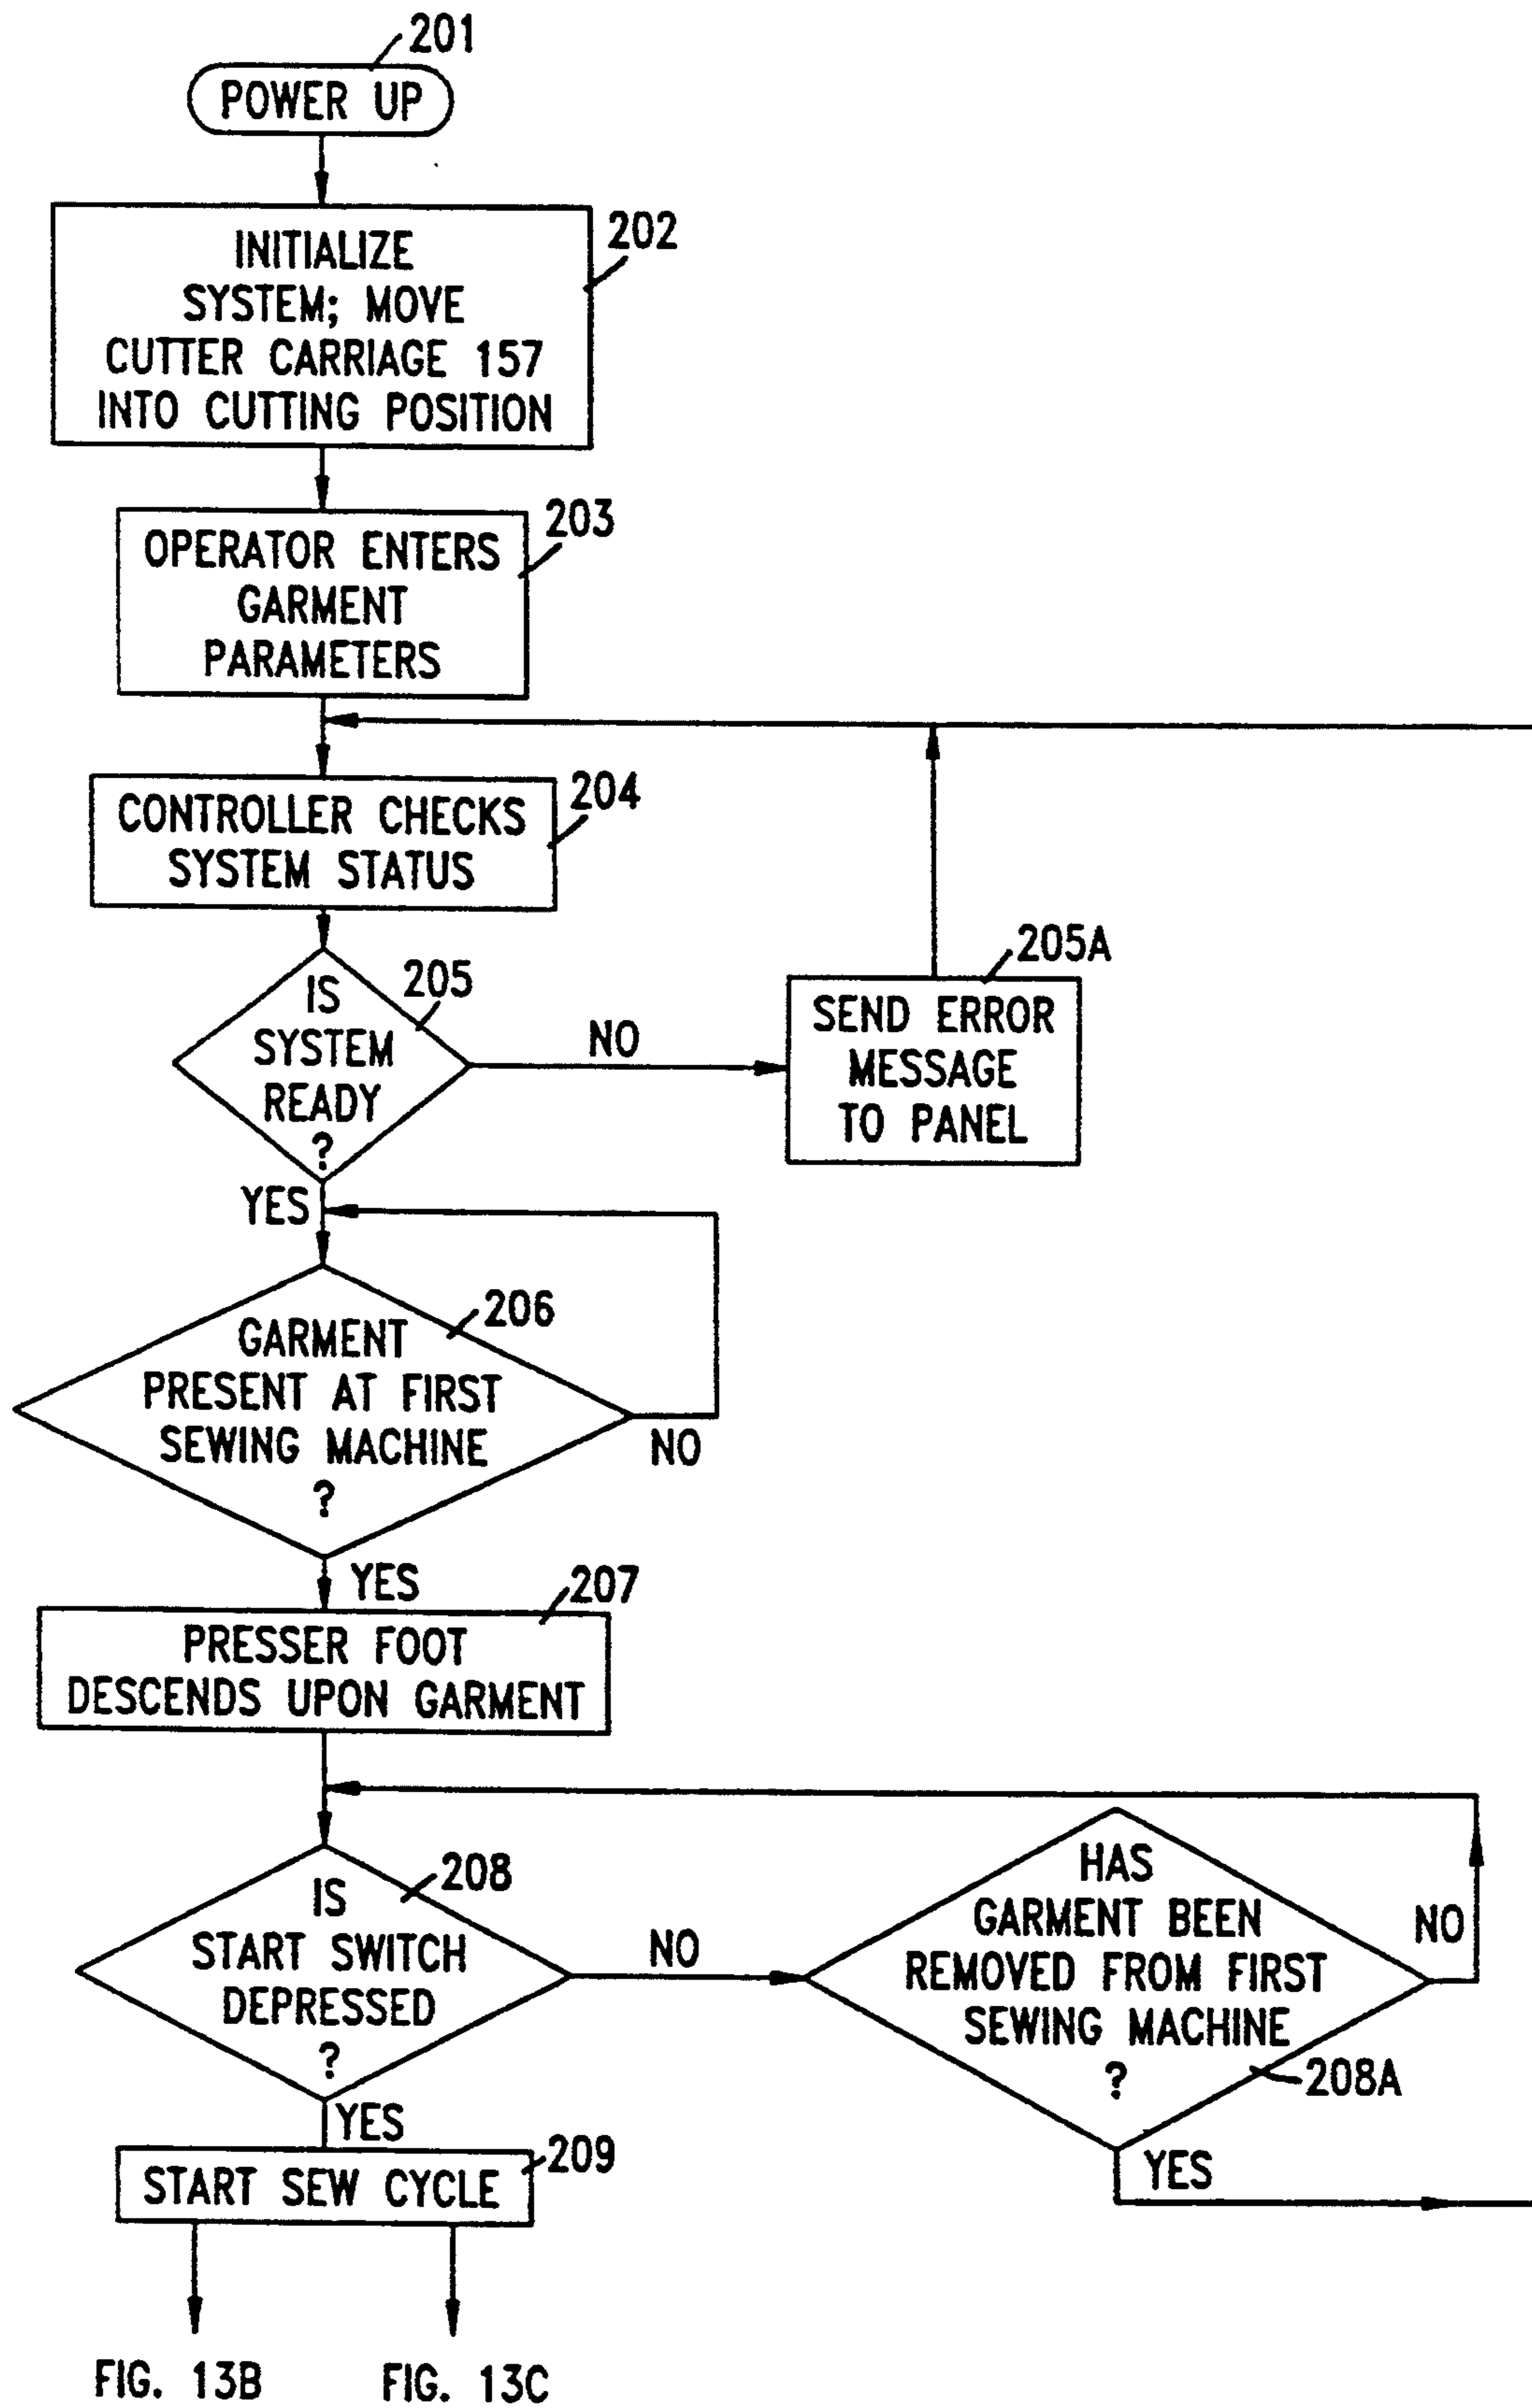 201
POWER UP
202
INITIALIZE
SYSTEM; MOVE
CUTTER CARRIAGE 157
INTO CUTTING POSITION
203
OPERATOR ENTERS
GARMENT
PARAMETERS
204
CONTROLLER CHECKS
SYSTEM STATUS
205
IS
SYSTEM
READY
?
NO
205A
SEND ERROR
MESSAGE
TO PANEL
YES
206
GARMENT
PRESENT AT FIRST
SEWING MACHINE
?
NO
YES
207
PRESSER FOOT
DESCENDS UPON GARMENT
208
IS
START SWITCH
DEPRESSED
?
NO
HAS
GARMENT BEEN
REMOVED FROM FIRST
SEWING MACHINE
?
208A
NO
YES
YES
209
START SEW CYCLE
FIG. 13B
FIG. 13C